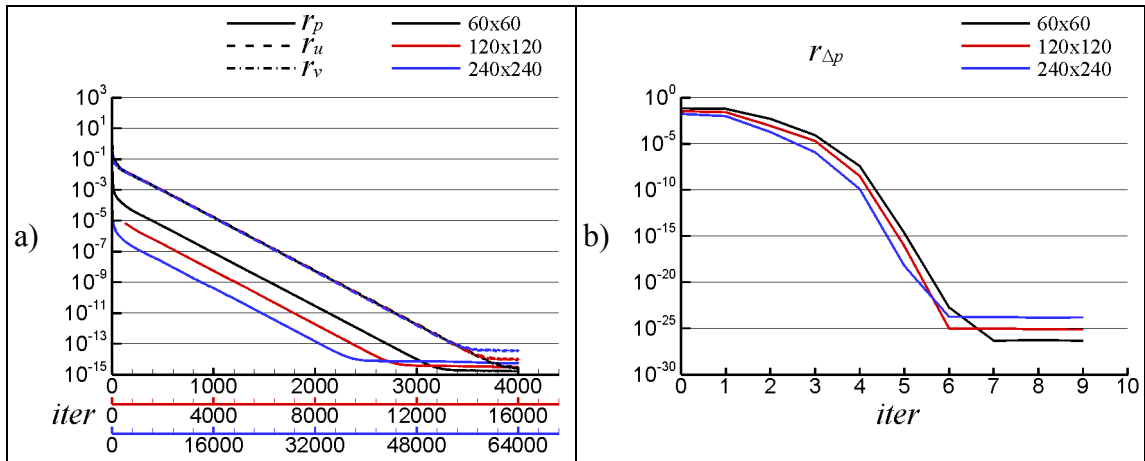 r_p
r_u
r_v
60x60
120x120
240x240
10^3
10^1
10^-1
10^-3
10^-5
10^-7
10^-9
10^-11
10^-13
10^-15
a)
0 1000 2000 3000 4000
iter
0 4000 8000 12000 16000
0 16000 32000 48000 64000
r_Δp
60x60
120x120
240x240
10^0
10^-5
10^-10
10^-15
10^-20
10^-25
10^-30
b)
0 1 2 3 4 5 6 7 8 9 10
iter